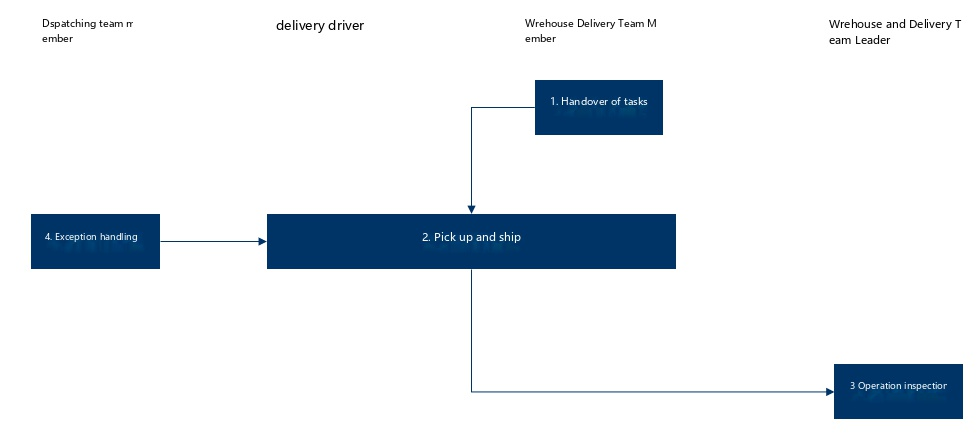 Dspatching team m
ember
delivery driver
Wrehouse Delivery Team M
ember
Wrehouse and Delivery T
eam Leader
1. Handover of tasks
4. Exception handling
2. Pick up and ship
3 Operation inspection